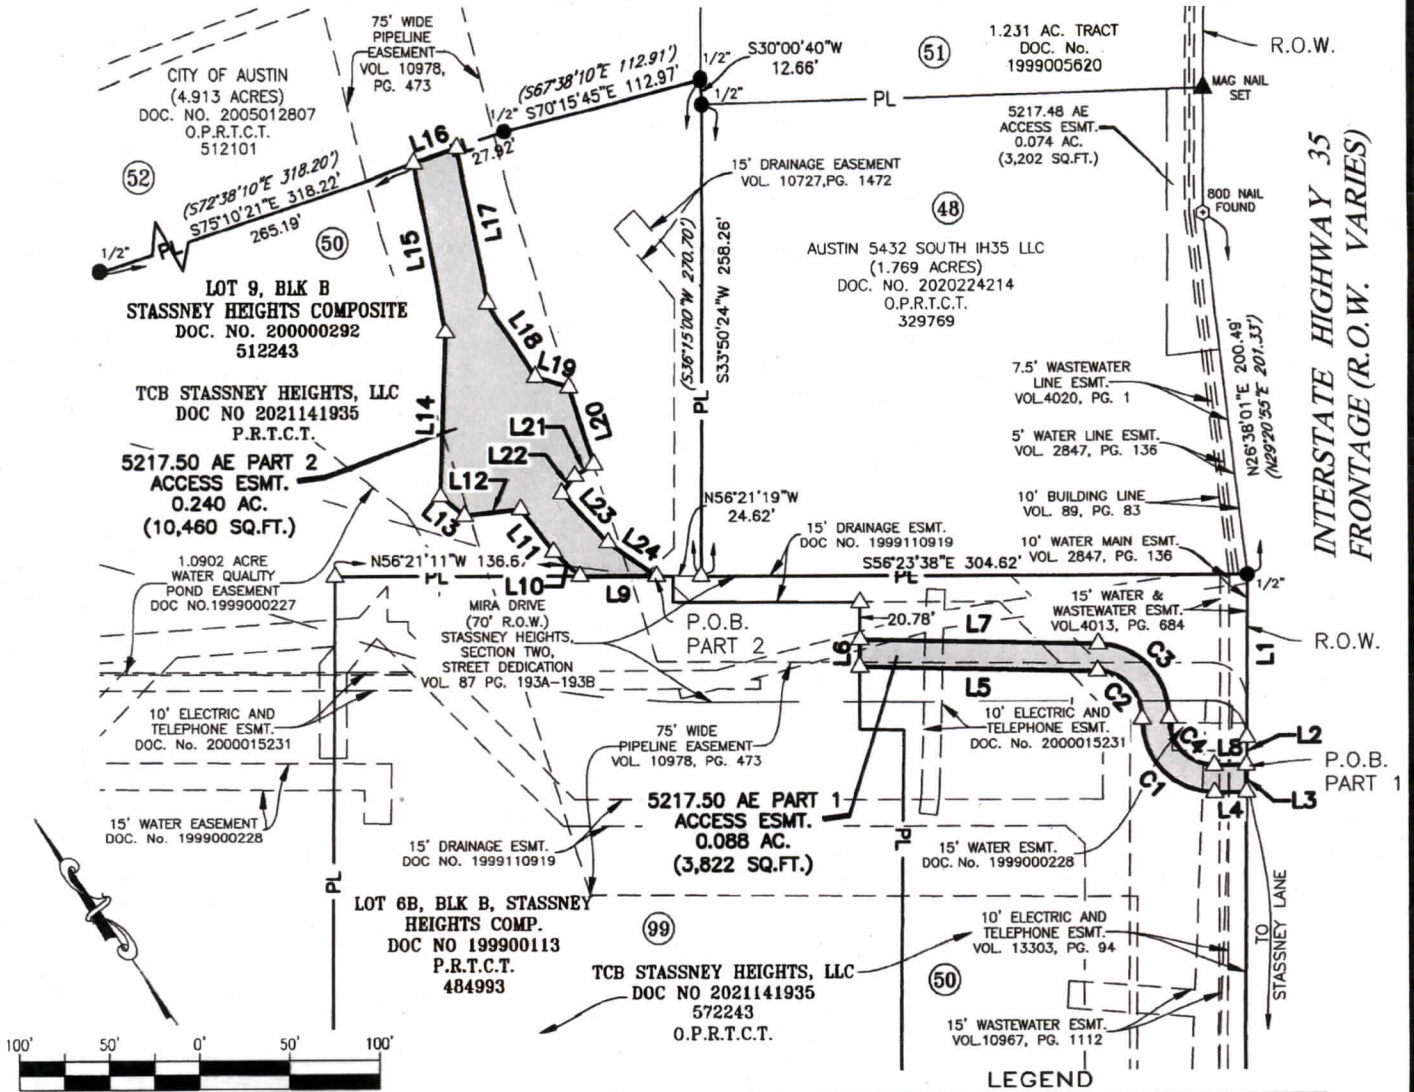 75' WIDE
PIPELINE
EASEMENT
VOL. 10978,
PG. 473
CITY OF AUSTIN
(4.913 ACRES)
DOC. NO. 2005012807
O.P.R.T.C.T.
512101
(S67°38'10"E 112.91')
S70°15'45"E 112.97'
S30°00'40"W
12.66'
51
1.231 AC. TRACT
DOC. No.
1999005620
R.O.W.
1/2"
1/2"
1/2"
PL
MAG NAIL
SET
L16
27.92'
52
(S72°38'10"E 318.20')
S75°10'21"E 318.22'
265.19'
PL
1/2"
50
15' DRAINAGE EASEMENT
VOL. 10727,PG. 1472
5217.48 AE
ACCESS ESMT.
0.074 AC.
(3,202 SQ.FT.)
80D NAIL
FOUND
48
AUSTIN 5432 SOUTH IH35 LLC
(1.769 ACRES)
DOC. NO. 2020224214
O.P.R.T.C.T.
329769
INTERSTATE HIGHWAY 35
FRONTAGE (R.O.W. VARIES)
L15
L17
LOT 9, BLK B
STASSNEY HEIGHTS COMPOSITE
DOC. NO. 200000292
512243
L18
L19
(S36°15'00"W 270.70')
S33°50'24"W 258.26'
PL
N26°38'01"E 200.49'
(N29°20'55"E 201.33')
7.5' WASTEWATER
LINE ESMT.
VOL.4020, PG. 1
TCB STASSNEY HEIGHTS, LLC
DOC NO 2021141935
P.R.T.C.T.
L14
L20
L21
L22
5' WATER LINE ESMT.
VOL. 2847, PG. 136
5217.50 AE PART 2
ACCESS ESMT.
0.240 AC.
(10,460 SQ.FT.)
L12
L13
L23
L11
L24
N56°21'19"W
24.62'
10' BUILDING LINE
VOL. 89, PG. 83
15' DRAINAGE ESMT.
DOC NO. 1999110919
10' WATER MAIN ESMT.
VOL. 2847, PG. 136
1.0902 ACRE
WATER QUALITY
POND EASEMENT
DOC NO.1999000227
N56°21'11"W 136.6
PL
L10
L9
S56°23'38"E 304.62'
PL
1/2"
MIRA DRIVE
(70' R.O.W.)
STASSNEY HEIGHTS,
SECTION TWO,
STREET DEDICATION
VOL. 87 PG. 193A-193B
P.O.B.
PART 2
20.78'
15' WATER &
WASTEWATER ESMT.
VOL.4013, PG. 684
R.O.W.
L1
L6
L7
C3
L5
C2
10' ELECTRIC AND
TELEPHONE ESMT.
DOC. No. 2000015231
75' WIDE
PIPELINE EASEMENT
VOL. 10978, PG. 473
10' ELECTRIC AND
TELEPHONE ESMT.
DOC. No. 2000015231
C4
L8
L2
P.O.B.
PART 1
C1
L4
L3
15' WATER EASEMENT
DOC. No. 1999000228
15' DRAINAGE ESMT.
DOC NO. 1999110919
5217.50 AE PART 1
ACCESS ESMT.
0.088 AC.
(3,822 SQ.FT.)
PL
15' WATER ESMT.
DOC. No. 1999000228
PL
LOT 6B, BLK B, STASSNEY
HEIGHTS COMP.
DOC NO 199900113
P.R.T.C.T.
484993
99
TCB STASSNEY HEIGHTS, LLC
DOC NO 2021141935
572243
O.P.R.T.C.T.
10' ELECTRIC AND
TELEPHONE ESMT.
VOL. 13303, PG. 94
50
TO
STASSNEY LANE
15' WASTEWATER ESMT.
VOL.10967, PG. 1112
100' 50' 0' 50' 100'
LEGEND